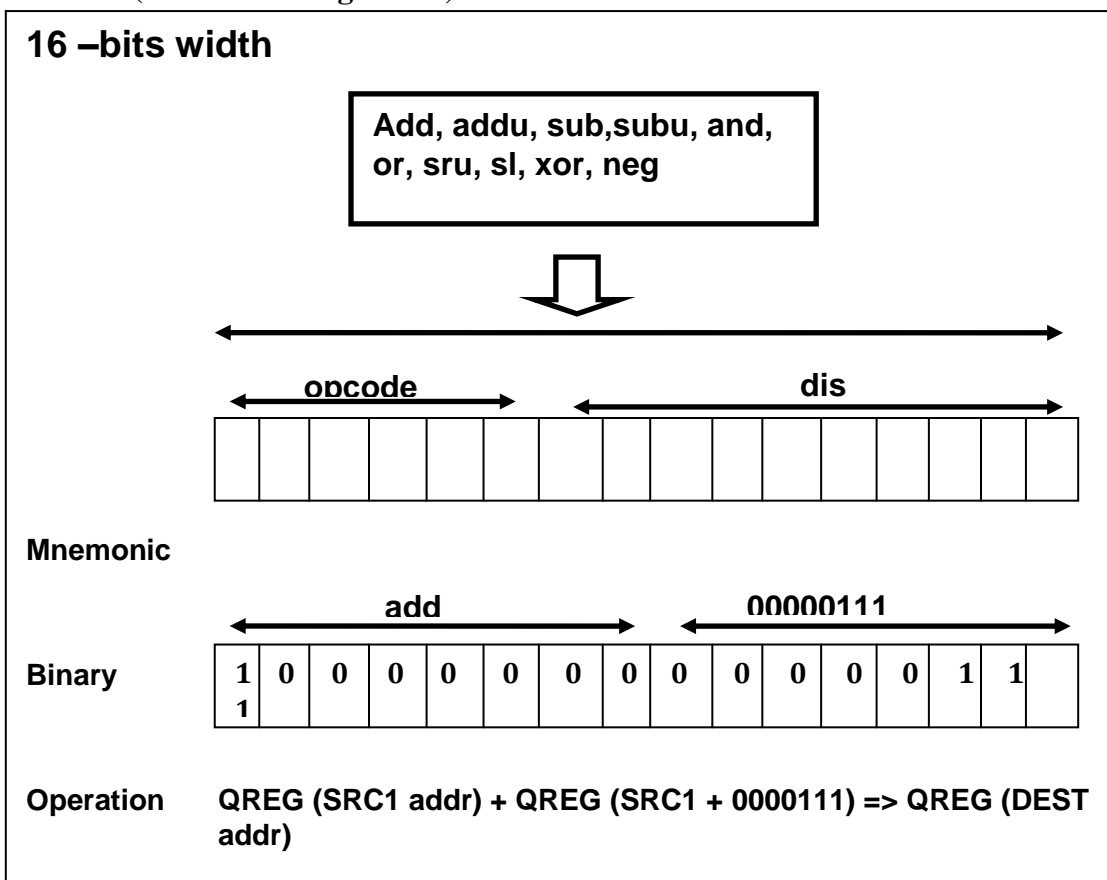 16 –bits width
Add, addu, sub,subu, and,
or, sru, sl, xor, neg
opcode
dis
Mnemonic
add
00000111
Binary
1 0 0 0 0 0 0 0 0 0 0 0 0 1 1
1
Operation
QREG (SRC1 addr) + QREG (SRC1 + 0000111) => QREG (DEST
addr)